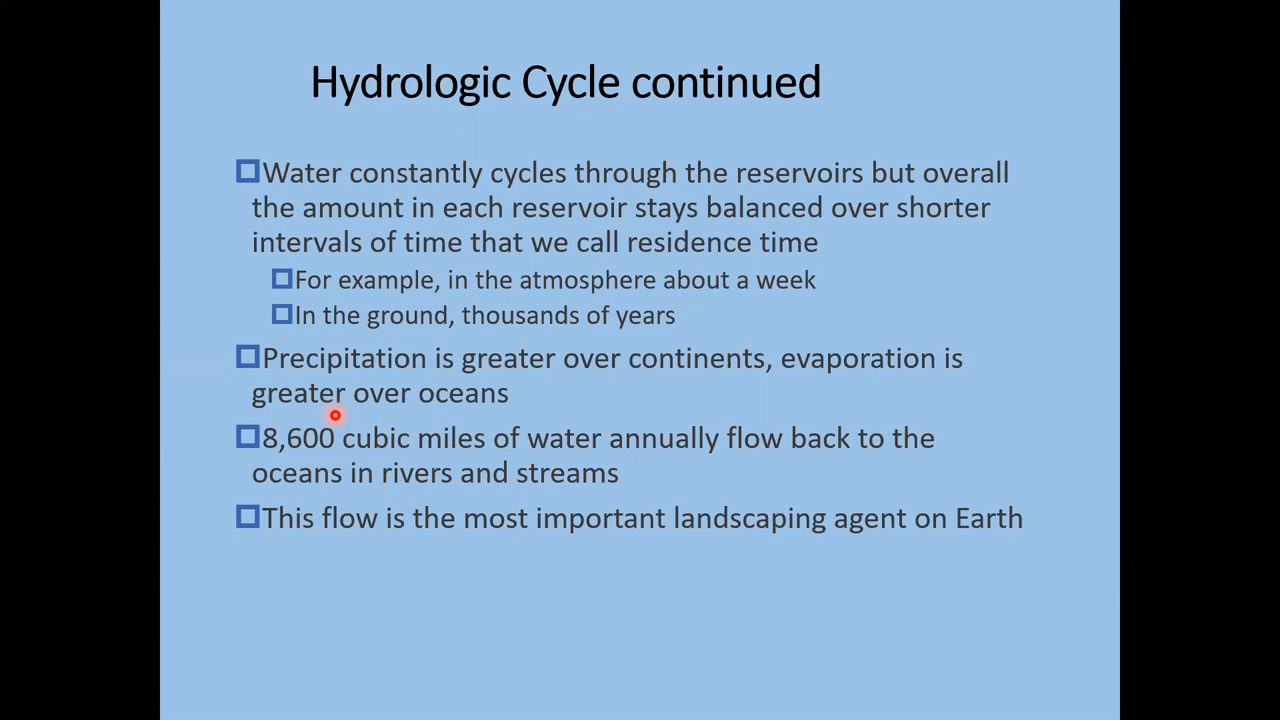 Hydrologic Cycle continued
Water constantly cycles through the reservoirs but overall
the amount in each reservoir stays balanced over shorter
intervals of time that we call residence time
For example, in the atmosphere about a week
In the ground, thousands of years
Precipitation is greater over continents, evaporation is
greater over oceans
8,600 cubic miles of water annually flow back to the
oceans in rivers and streams
This flow is the most important landscaping agent on Earth